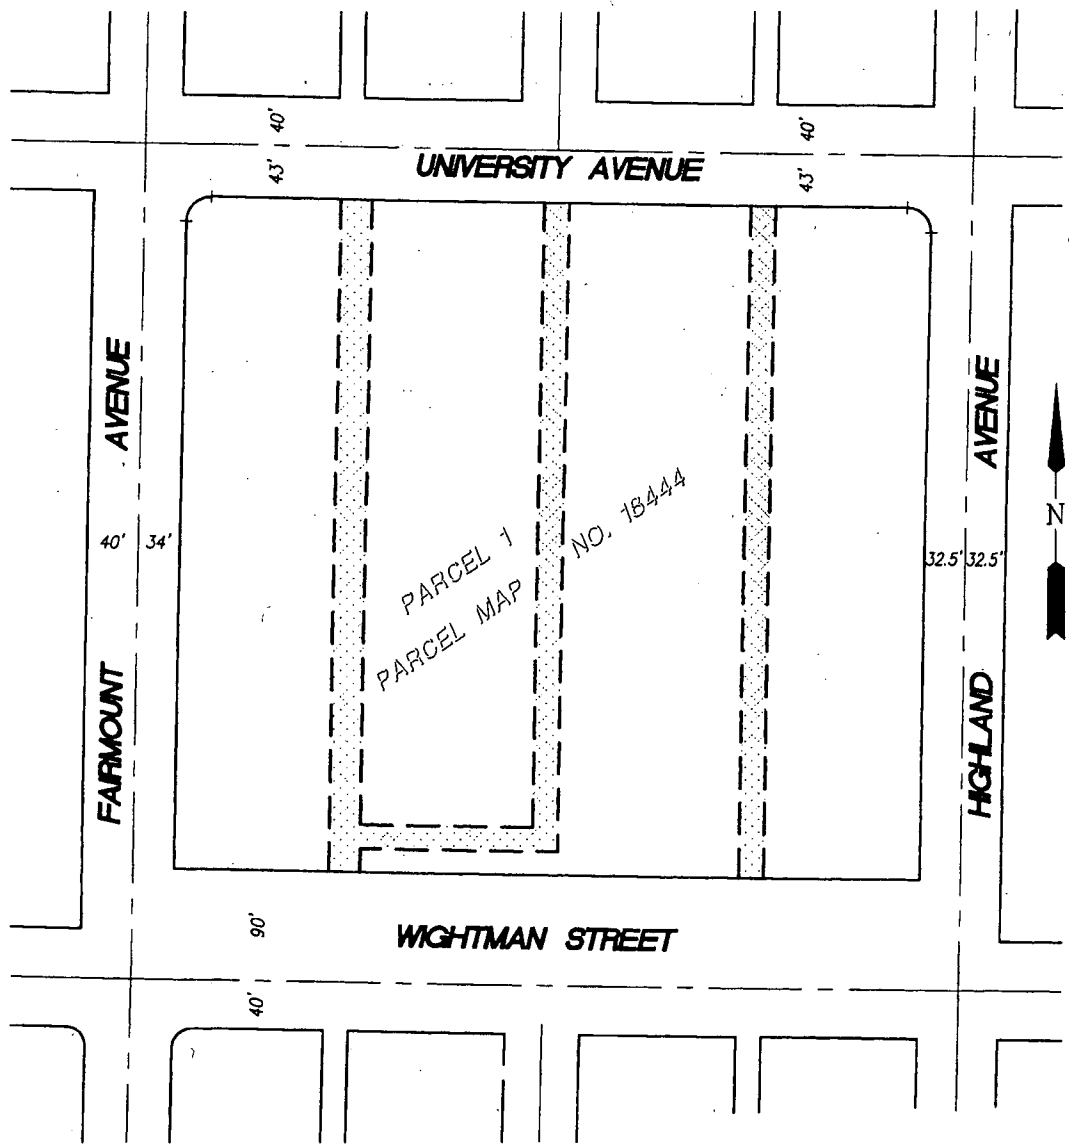 40'
40'
UNIVERSITY AVENUE
43'
43'
FAIRMOUNT AVENUE
40' 34'
PARCEL 1
PARCEL MAP NO. 18444
32.5' 32.5'
HIGHLAND AVENUE
N
90'
WIGHTMAN STREET
40'